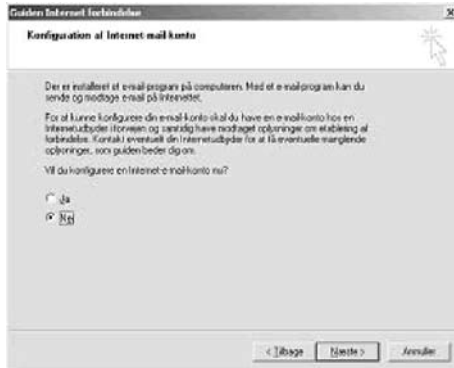 Guiden Internet forbindelse
Konfiguration af Internet-mail-konto
Der er installeret et e-mail-program på computeren. Med et e-mail-program kan du
sende og modtage e-mail på Internettet.
For at kunne konfigurere din e-mail-konto skal du have en e-mail-konto hos en
Internetudbyder i forvejen og samtidig have modtaget oplysninger om etablering af
forbindelse. Kontakt eventuelt din Internetudbyder for at få eventuelle manglende
oplysninger, som guiden beder dig om.
Vil du konfigurere en Internet-e-mail-konto nu?
Ja
Nej
< Tilbage Næste > Annuller